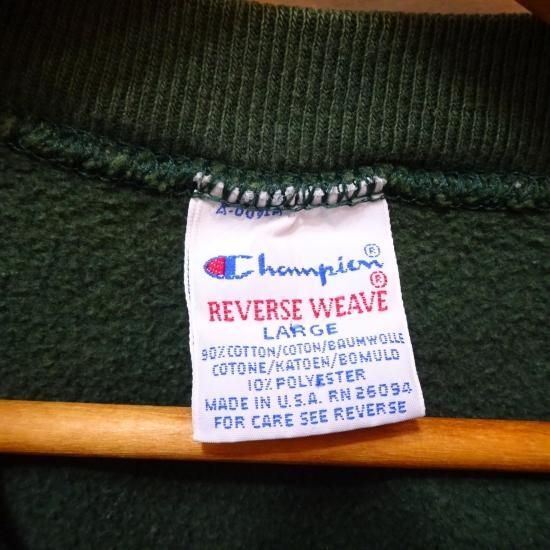 A-0091A
Champion®
REVERSE WEAVE®
LARGE
90% COTTON/COTON/BAUMWOLLE
COTONE/KATOEN/BOMULD
10% POLYESTER
MADE IN U.S.A. RN 26094
FOR CARE SEE REVERSE